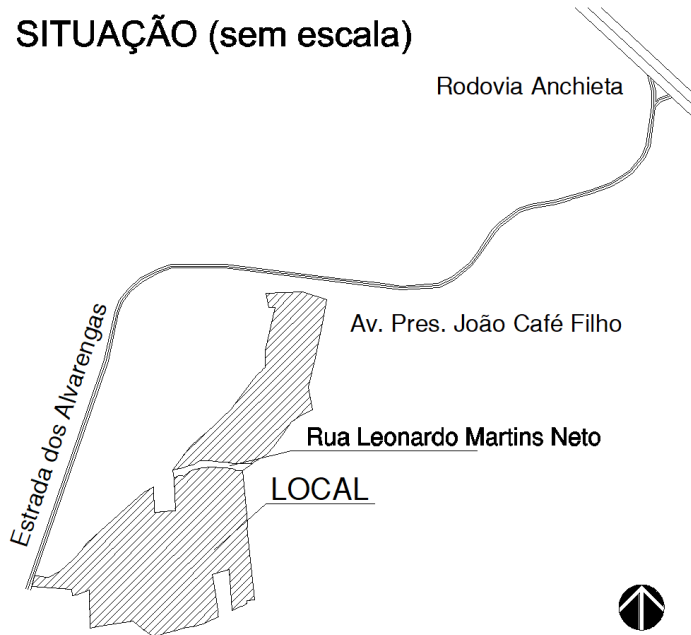 SITUAÇÃO (sem escala)
Rodovia Anchieta
Av. Pres. João Café Filho
Estrada dos Alvarengas
Rua Leonardo Martins Neto
LOCAL